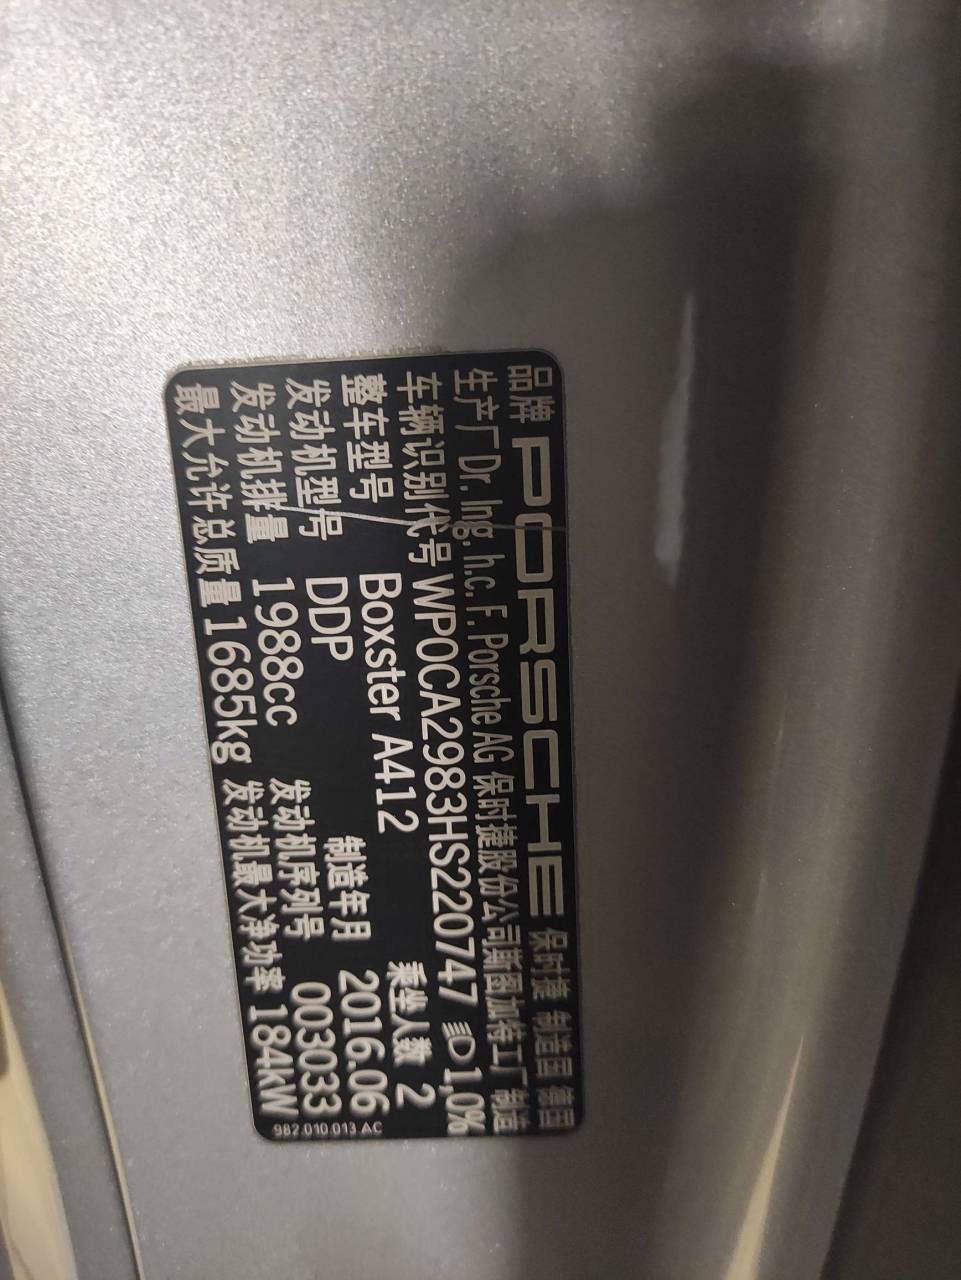 品牌 PORSCHE 保时捷 制造国 德国
生产厂Dr. Ing. h.c. F. Porsche AG 保时捷股份公司斯图加特工厂制造
车辆识别代号 WP0CA2983HS220747 1,0%
整车型号 Boxster A412 乘坐人数 2
发动机型号 DDP 制造年月 2016.06
发动机排量 1988cc 发动机序列号 003033
最大允许总质量 1685kg 发动机最大净功率 184kW
982.010.013 AC